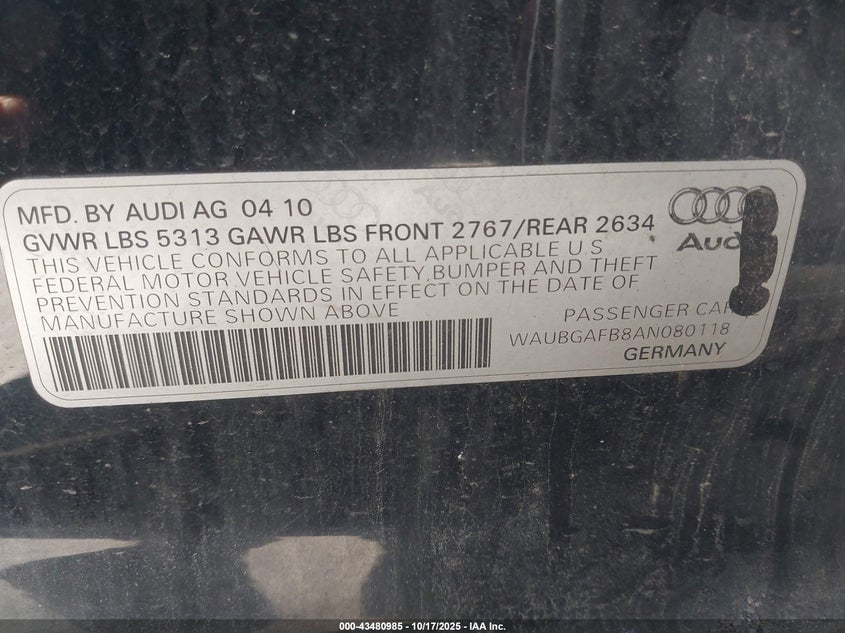 MFD. BY AUDI AG 04 10
GVWR LBS 5313 GAWR LBS FRONT 2767/REAR 2634
THIS VEHICLE CONFORMS TO ALL APPLICABLE U S
FEDERAL MOTOR VEHICLE SAFETY, BUMPER AND THEFT
PREVENTION STANDARDS IN EFFECT ON THE DATE OF
MANUFACTURE SHOWN ABOVE
Audi
PASSENGER CAR
WAUBGAFB8AN080118
GERMANY
000-43480985 - 10/17/2025 - IAA Inc.